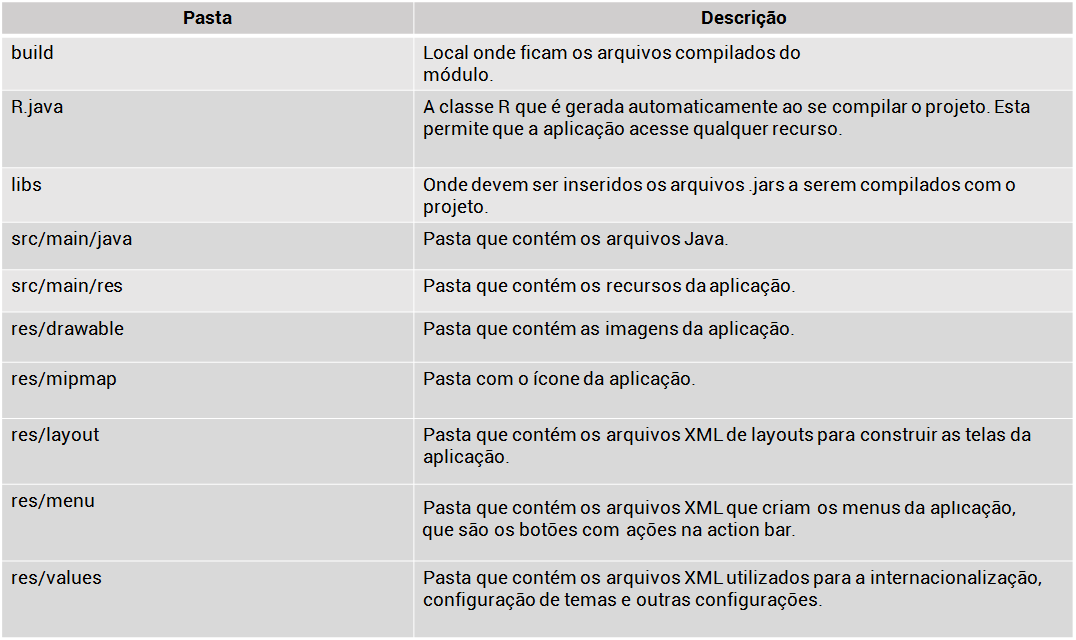 Pasta
Descrição
build
Local onde ficam os arquivos compilados do
módulo.
R.java
A classe R que é gerada automaticamente ao se compilar o projeto. Esta
permite que a aplicação acesse qualquer recurso.
libs
Onde devem ser inseridos os arquivos .jars a serem compilados com o
projeto.
src/main/java
Pasta que contém os arquivos Java.
src/main/res
Pasta que contém os recursos da aplicação.
res/drawable
Pasta que contém as imagens da aplicação.
res/mipmap
Pasta com o ícone da aplicação.
res/layout
Pasta que contém os arquivos XML de layouts para construir as telas da
aplicação.
res/menu
Pasta que contém os arquivos XML que criam os menus da aplicação,
que são os botões com ações na action bar.
res/values
Pasta que contém os arquivos XML utilizados para a internacionalização,
configuração de temas e outras configurações.